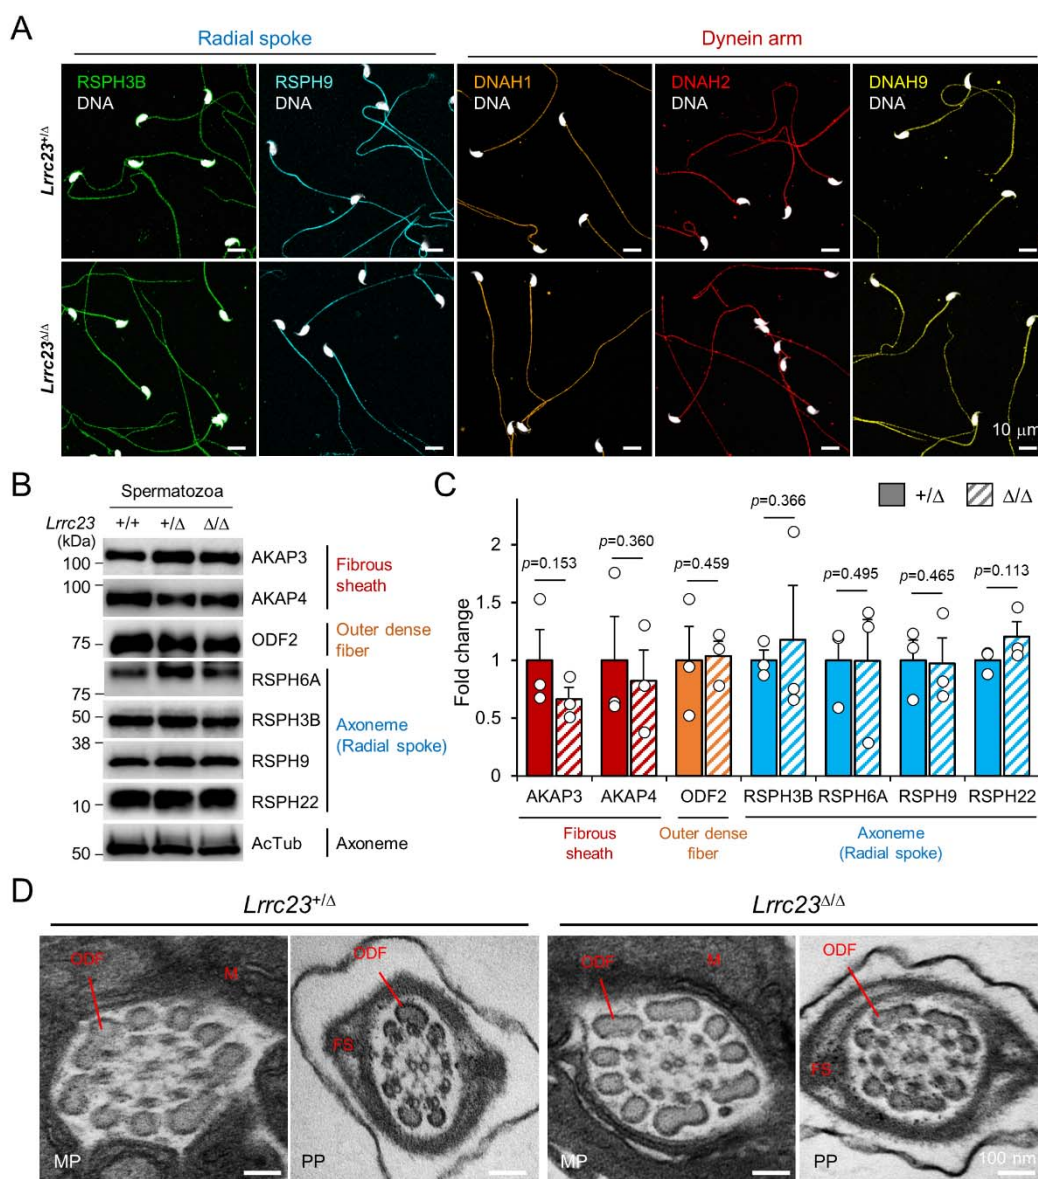 A
Radial spoke
Dynein arm
RSPH3B
DNA
RSPH9
DNA
DNAH1
DNA
DNAH2
DNA
DNAH9
DNA
Lrrc23+/Δ
Lrrc23Δ/Δ
10 μm
B
Spermatozoa
Lrrc23 +/+ +/Δ Δ/Δ
(kDa)
100
AKAP3
100
AKAP4
Fibrous
sheath
75
ODF2
Outer dense
fiber
75
RSPH6A
50
RSPH3B
38
RSPH9
10
RSPH22
Axoneme
(Radial spoke)
50
AcTub
Axoneme
C
+/Δ Δ/Δ
Fold change
2
1.5
1
0.5
0
p=0.153
p=0.360
p=0.459
p=0.366
p=0.495
p=0.465
p=0.113
AKAP3 AKAP4 ODF2 RSPH3B RSPH6A RSPH9 RSPH22
Fibrous
sheath
Outer dense
fiber
Axoneme
(Radial spoke)
D
Lrrc23+/Δ
Lrrc23Δ/Δ
ODF
M
MP
ODF
FS
PP
ODF
M
MP
ODF
FS
PP
100 nm